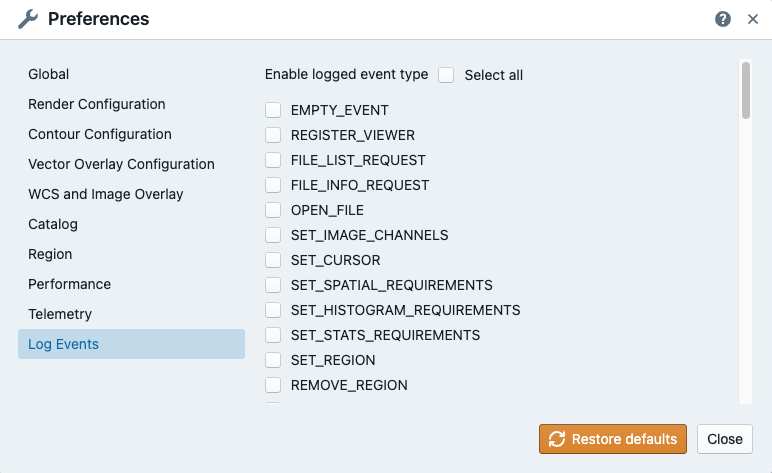 Preferences
Global
Render Configuration
Contour Configuration
Vector Overlay Configuration
WCS and Image Overlay
Catalog
Region
Performance
Telemetry
Log Events
Enable logged event type
Select all
EMPTY_EVENT
REGISTER_VIEWER
FILE_LIST_REQUEST
FILE_INFO_REQUEST
OPEN_FILE
SET_IMAGE_CHANNELS
SET_CURSOR
SET_SPATIAL_REQUIREMENTS
SET_HISTOGRAM_REQUIREMENTS
SET_STATS_REQUIREMENTS
SET_REGION
REMOVE_REGION
Restore defaults
Close